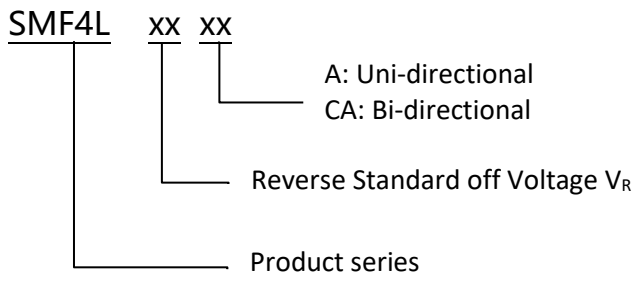 SMF4L xx xx
A: Uni-directional
CA: Bi-directional
Reverse Standard off Voltage VR
Product series